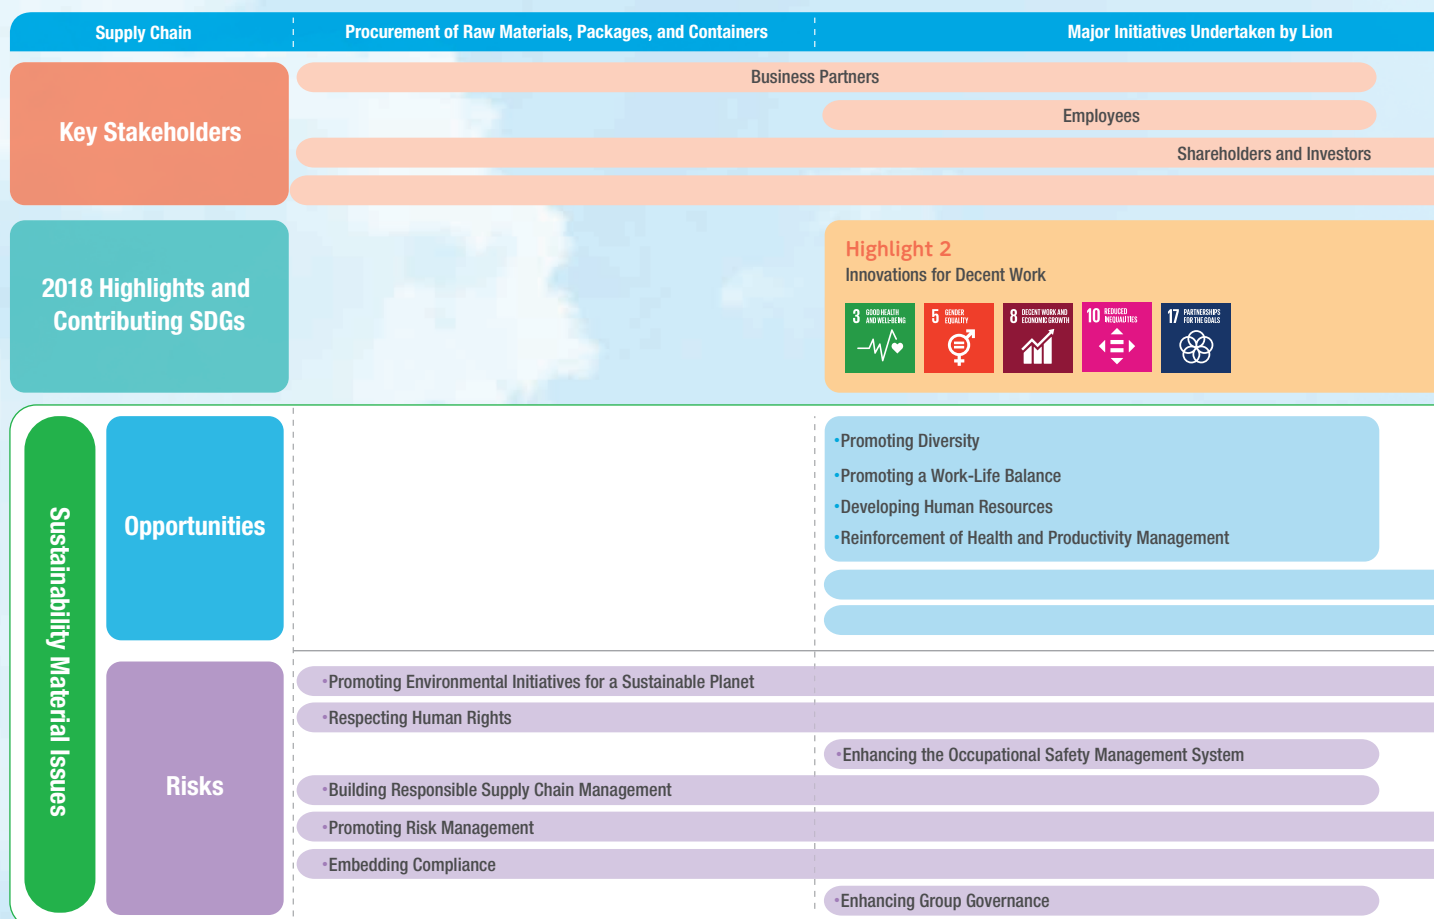 Supply Chain
Procurement of Raw Materials, Packages, and Containers
Major Initiatives Undertaken by Lion
Key Stakeholders
Business Partners
Employees
Shareholders and Investors
2018 Highlights and
Contributing SDGs
Highlight 2
Innovations for Decent Work
3 GOOD HEALTH
AND WELL-BEING
5 GENDER
EQUALITY
8 DECENT WORK AND
ECONOMIC GROWTH
10 REDUCED
INEQUALITIES
17 PARTNERSHIPS
FOR THE GOALS
Sustainability Material Issues
Opportunities
•Promoting Diversity
•Promoting a Work-Life Balance
•Developing Human Resources
•Reinforcement of Health and Productivity Management
Risks
•Promoting Environmental Initiatives for a Sustainable Planet
•Respecting Human Rights
•Enhancing the Occupational Safety Management System
•Building Responsible Supply Chain Management
•Promoting Risk Management
•Embedding Compliance
•Enhancing Group Governance